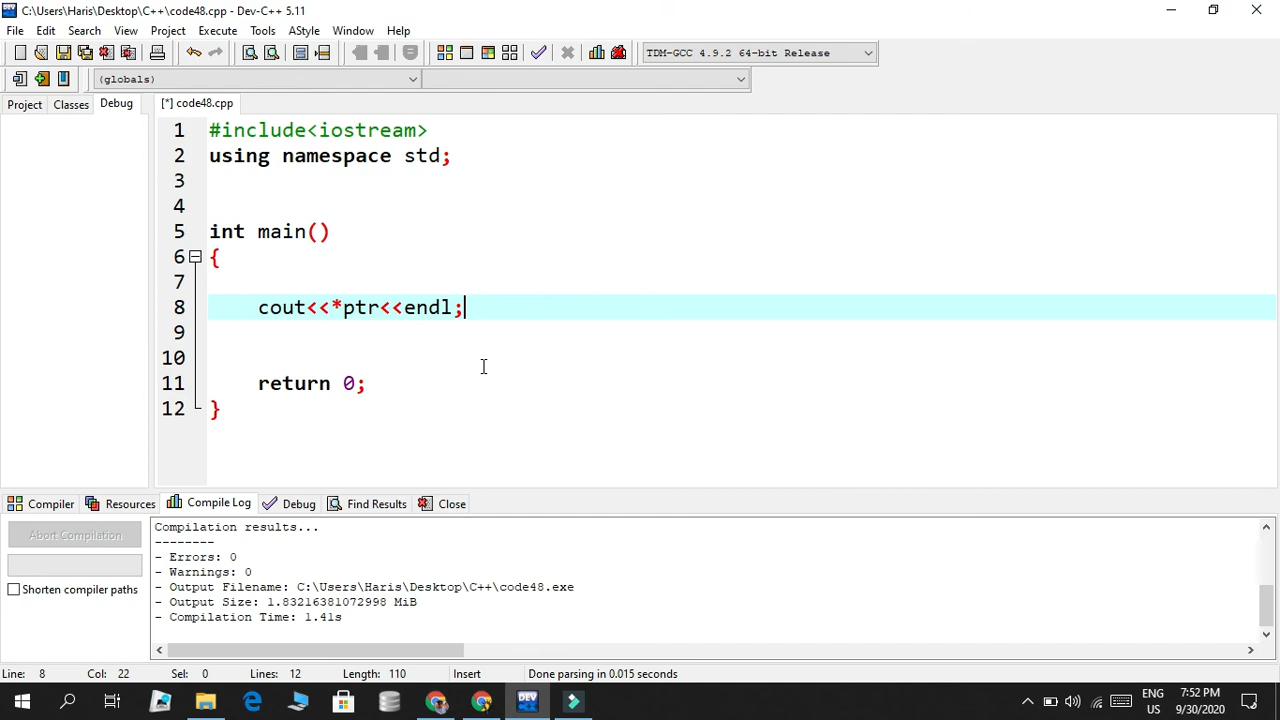 C:\Users\Haris\Desktop\C++\code48.cpp - Dev-C++ 5.11
File Edit Search View Project Execute Tools AStyle Window Help
TDM-GCC 4.9.2 64-bit Release
(globals)
Project Classes Debug [*] code48.cpp
1 #include<iostream>
2 using namespace std;
3
4
5 int main()
6 {
7
8 cout<<*ptr<<endl;
9
10
11 return 0;
12 }
Compiler Resources Compile Log Debug Find Results Close
Abort Compilation
Shorten compiler paths
Compilation results...
--------
- Errors: 0
- Warnings: 0
- Output Filename: C:\Users\Haris\Desktop\C++\code48.exe
- Output Size: 1.83216381072998 MiB
- Compilation Time: 1.41s
Line: 8 Col: 22 Sel: 0 Lines: 12 Length: 110 Insert Done parsing in 0.015 seconds
DEV
ENG
US
7:52 PM
9/30/2020